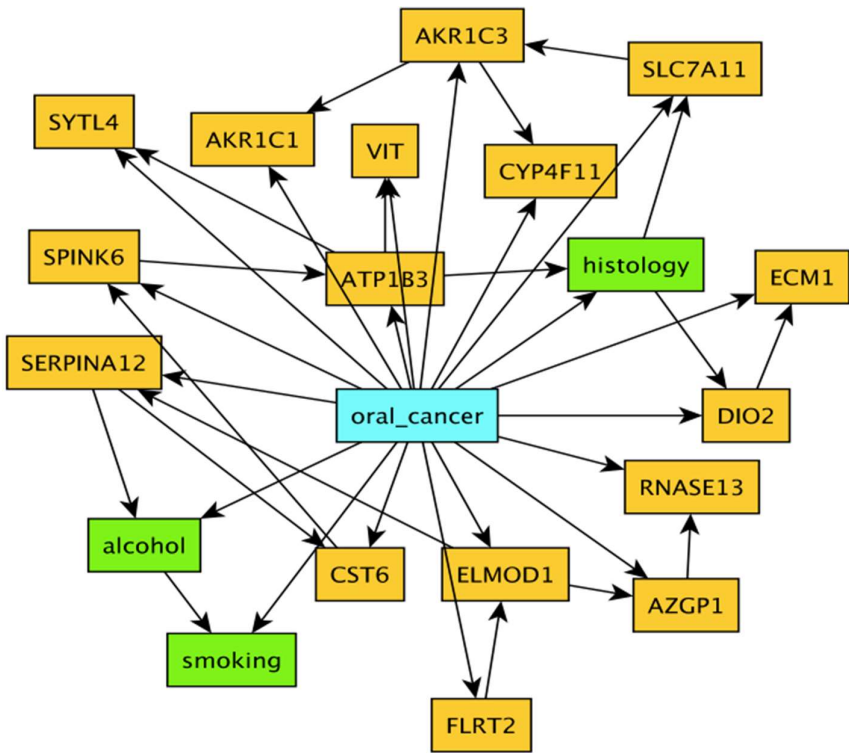 AKR1C3
SLC7A11
SYTL4
AKR1C1
VIT
CYP4F11
SPINK6
ATP1B3
histology
ECM1
SERPINA12
oral_cancer
DIO2
RNASE13
alcohol
CST6
ELMOD1
AZGP1
smoking
FLRT2